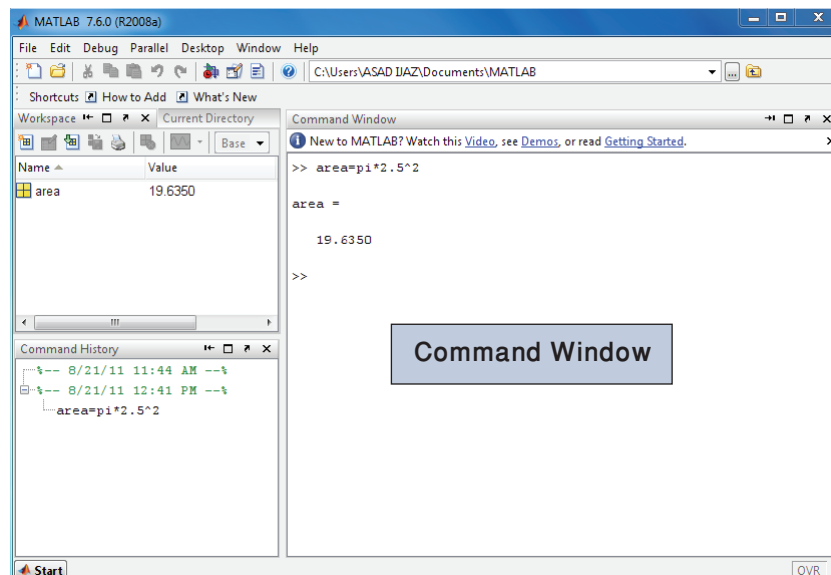 MATLAB 7.6.0 (R2008a)
File Edit Debug Parallel Desktop Window Help
C:\Users\ASAD IJAZ\Documents\MATLAB
Shortcuts How to Add What's New
Workspace Current Directory
Base
Name Value
area 19.6350
Command History
%-- 8/21/11 11:44 AM --%
%-- 8/21/11 12:41 PM --%
area=pi*2.5^2
Command Window
New to MATLAB? Watch this Video, see Demos, or read Getting Started.
>> area=pi*2.5^2
area =
19.6350
>>
Command Window
Start
OVR